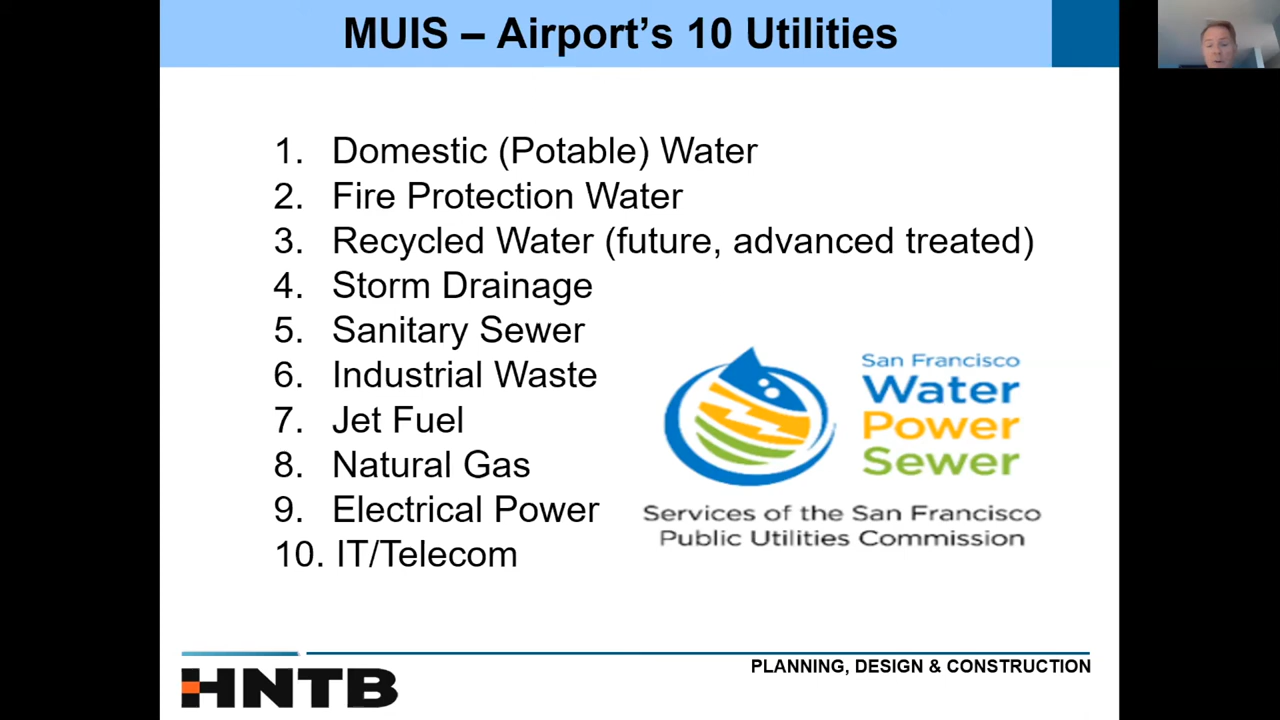 MUIS – Airport's 10 Utilities
1. Domestic (Potable) Water
2. Fire Protection Water
3. Recycled Water (future, advanced treated)
4. Storm Drainage
5. Sanitary Sewer
6. Industrial Waste
7. Jet Fuel
8. Natural Gas
9. Electrical Power
10. IT/Telecom
San Francisco
Water
Power
Sewer
Services of the San Francisco
Public Utilities Commission
HNTB
PLANNING, DESIGN & CONSTRUCTION